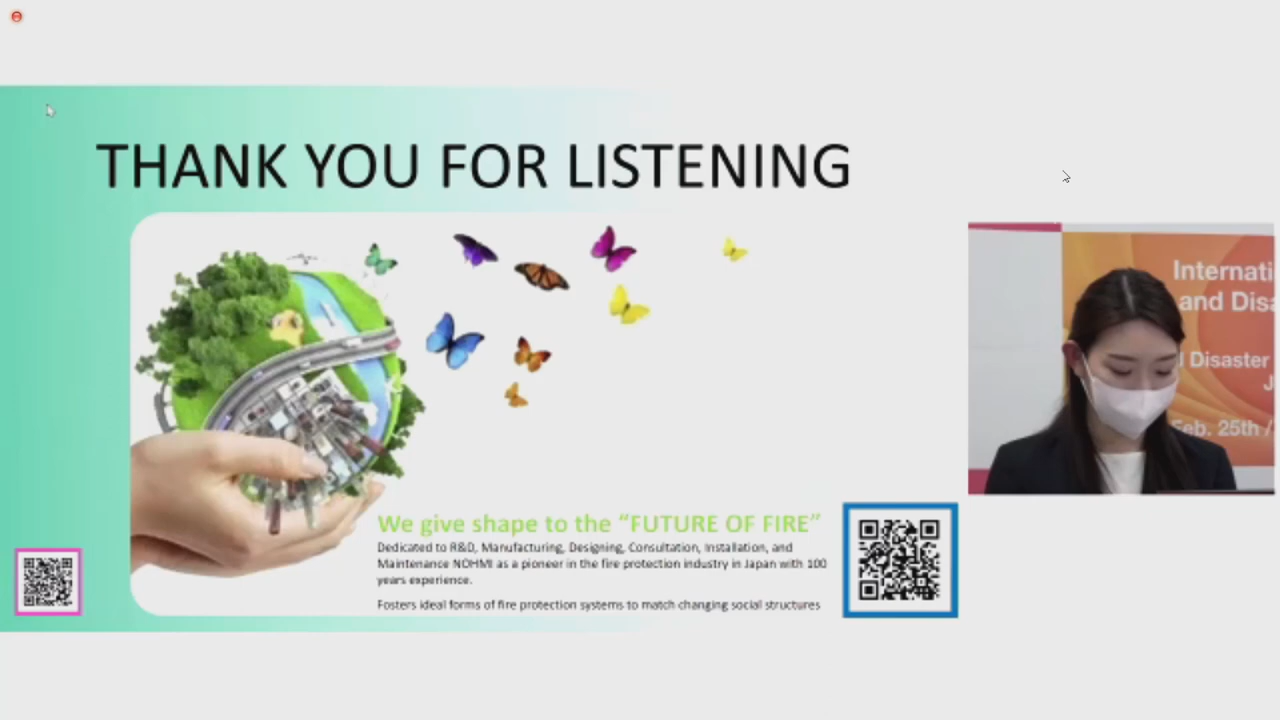 THANK YOU FOR LISTENING
We give shape to the “FUTURE OF FIRE”
Dedicated to R&D, Manufacturing, Designing, Consultation, Installation, and
Maintenance NOHMI as a pioneer in the fire protection industry in Japan with 100
years experience.
Fosters ideal forms of fire protection systems to match changing social structures
Internati
and Disa
l Disaster
J
Feb. 25th /